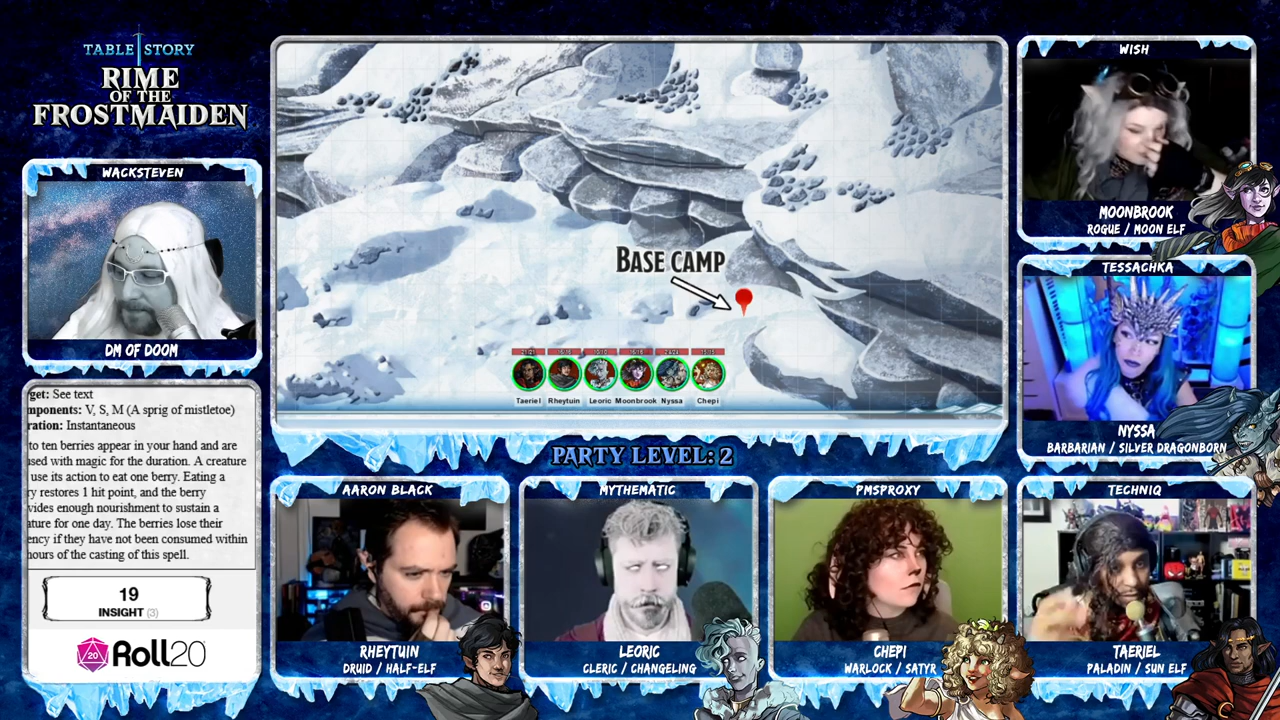 TABLE STORY
RIME
OF THE
FROSTMAIDEN
WACKSTEVEN
DM OF DOOM
get: See text
mponents: V, S, M (A sprig of mistletoe)
ration: Instantaneous
to ten berries appear in your hand and are
used with magic for the duration. A creature
use its action to eat one berry. Eating a
ry restores 1 hit point, and the berry
vides enough nourishment to sustain a
ature for one day. The berries lose their
ency if they have not been consumed within
hours of the casting of this spell.
19
INSIGHT (3)
20
Roll20
BASE CAMP
Taeriel Rheytuin Leoric Moonbrook Nyssa Chepi
PARTY LEVEL: 2
WISH
MOONBROOK
ROGUE / MOON ELF
TESSACHKA
NYSSA
BARBARIAN / SILVER DRAGONBORN
AARON BLACK
RHEYTUIN
DRUID / HALF-ELF
MYTHEMATIC
LEORIC
CLERIC / CHANGELING
PMSPROXY
CHEPI
WARLOCK / SATYR
TECHNIQ
TAERIEL
PALADIN / SUN ELF